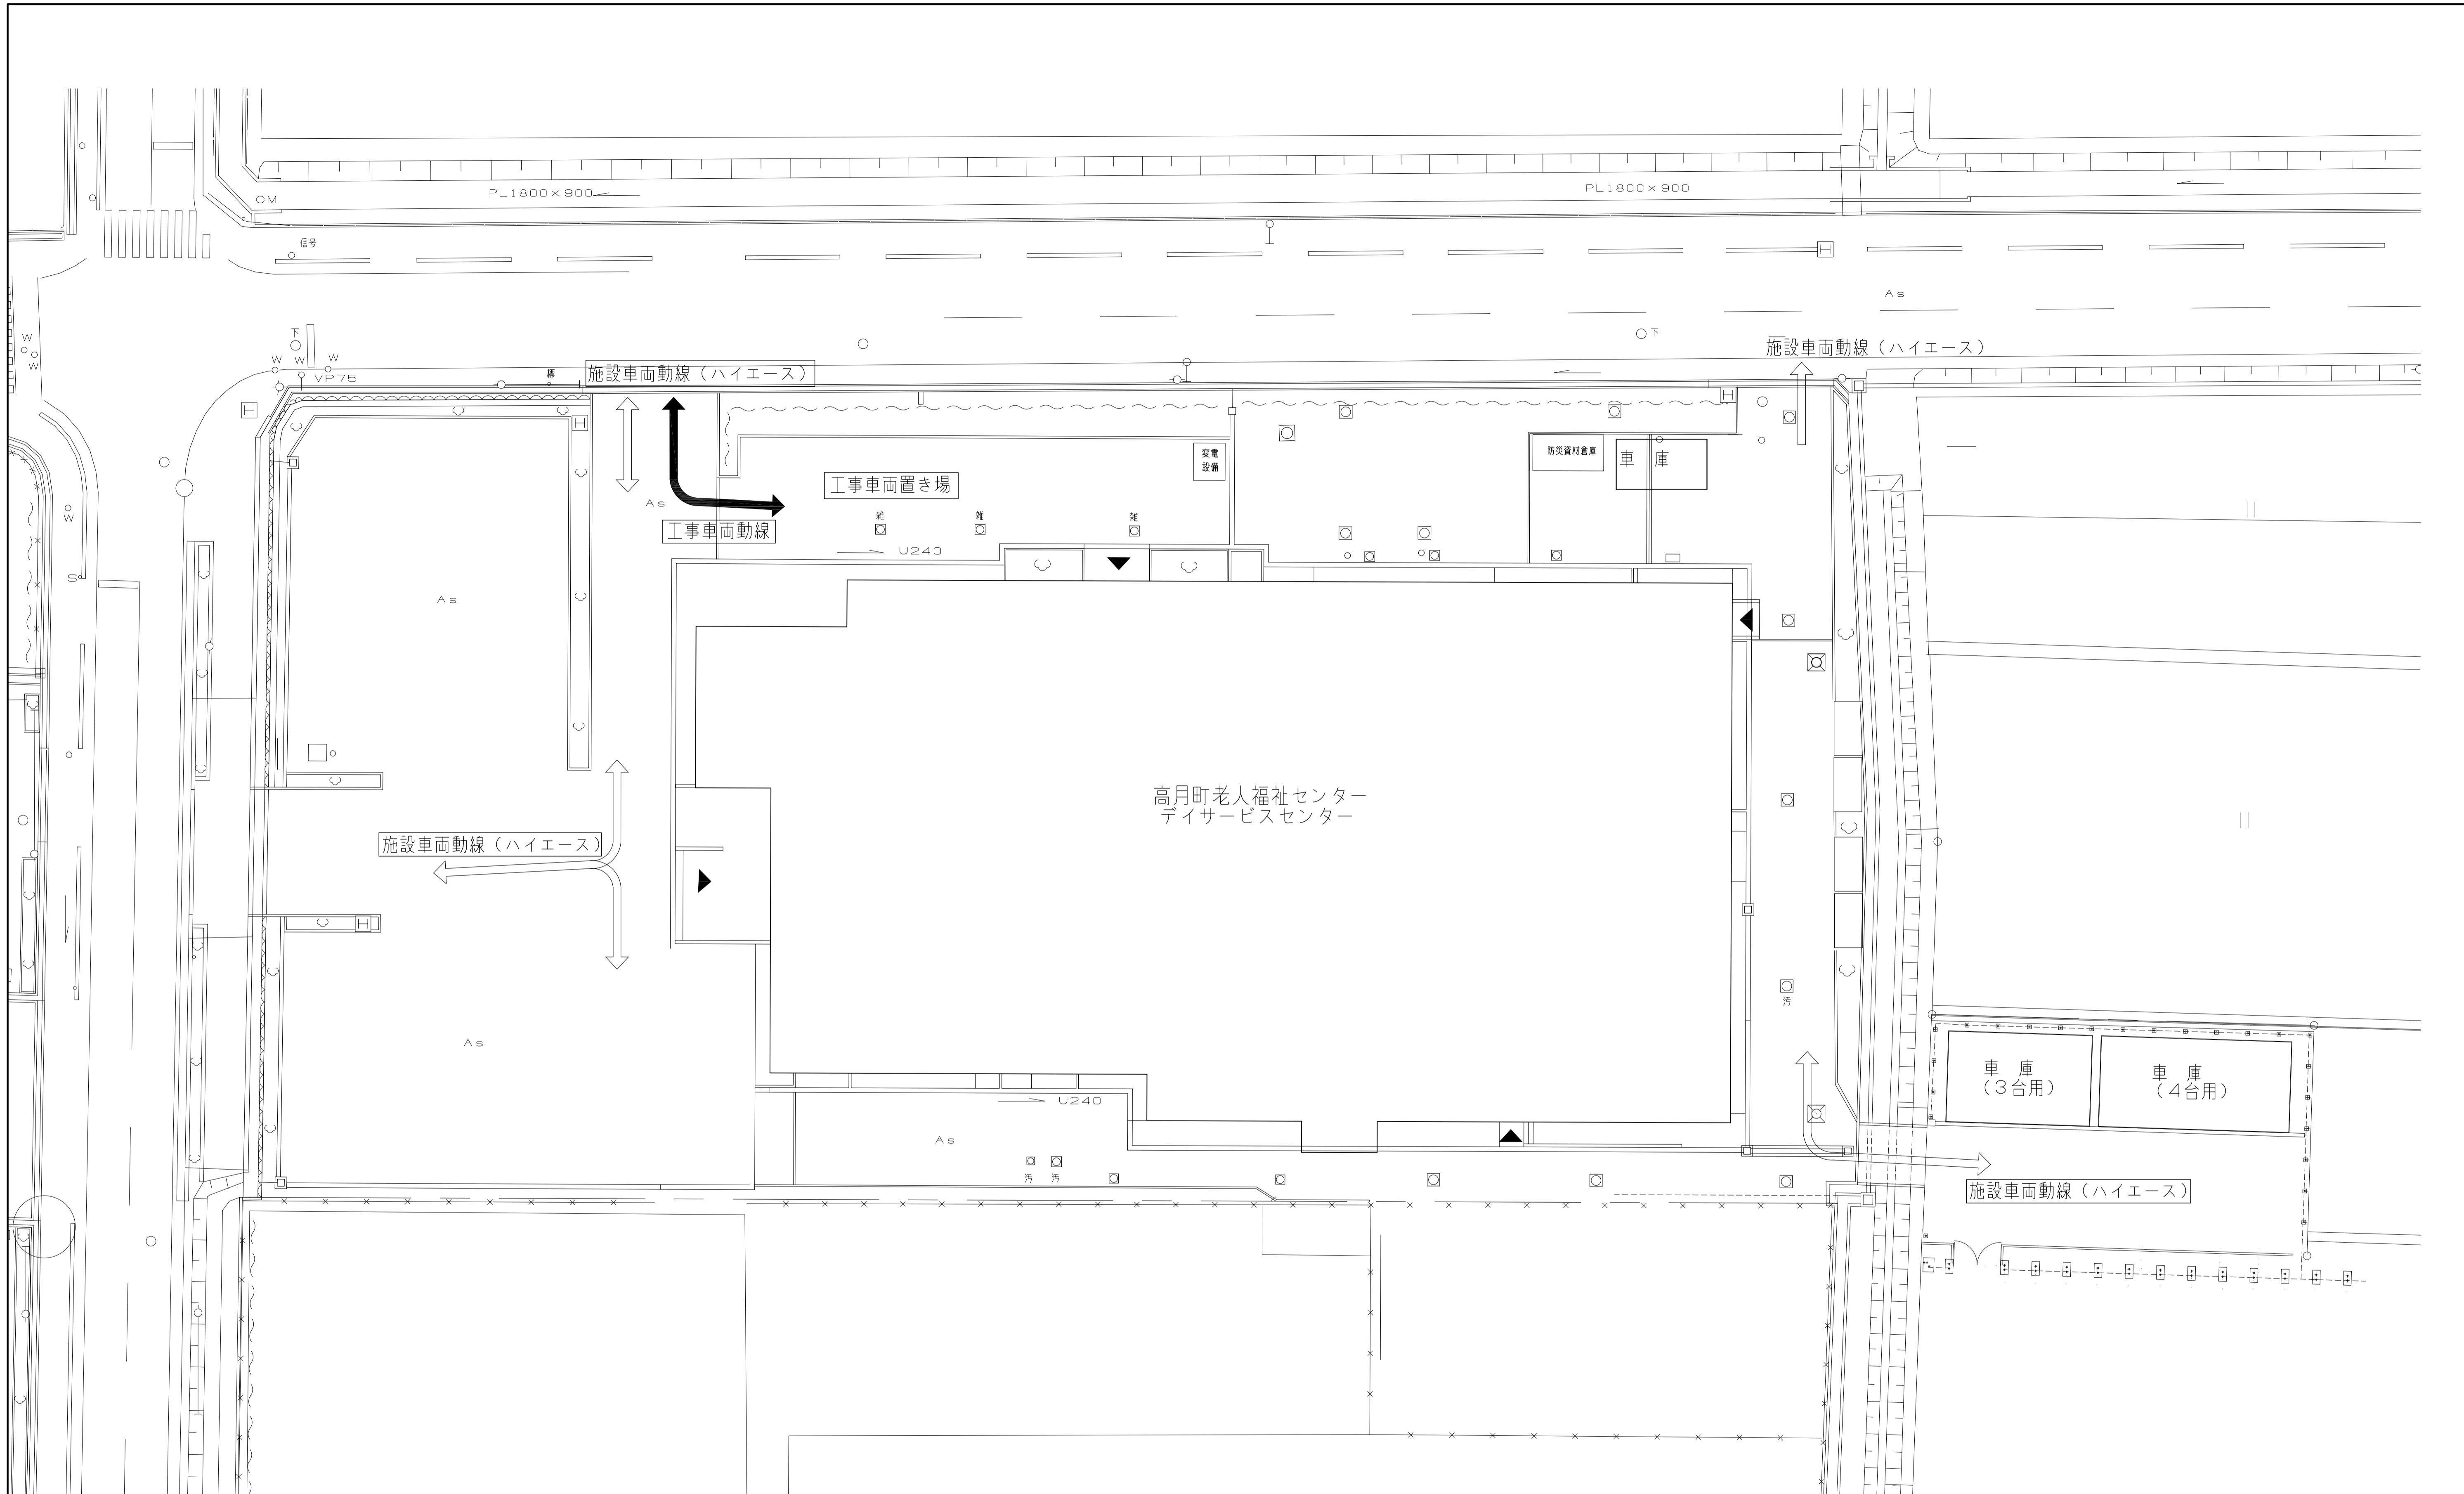 PL1800×900
PL1800×900
CM
信号
As
下
下
W
W
W
W
W
VP75
柵
施設車両動線（ハイエース）
施設車両動線（ハイエース）
変電
設備
防災資材倉庫
車　庫
工事車両置き場
As
W
雑
雑
雑
工事車両動線
U240
S
As
高月町老人福祉センター
デイサービスセンター
施設車両動線（ハイエース）
汚
As
車　庫
（3台用）
車　庫
（4台用）
U240
As
汚
汚
施設車両動線（ハイエース）